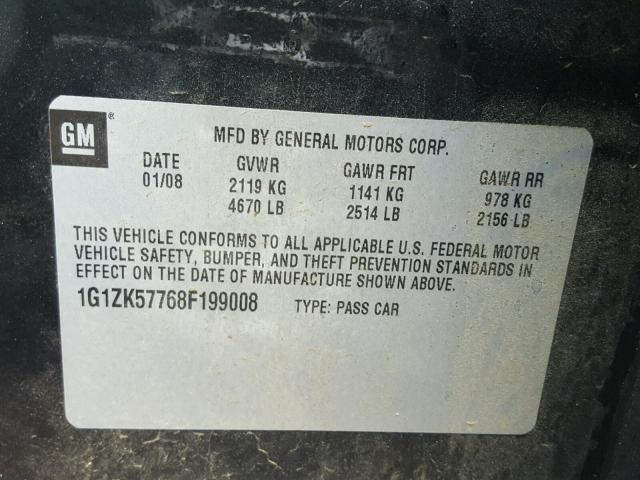 GM®
MFD BY GENERAL MOTORS CORP.
DATE GVWR GAWR FRT GAWR RR
01/08 2119 KG 1141 KG 978 KG
4670 LB 2514 LB 2156 LB
THIS VEHICLE CONFORMS TO ALL APPLICABLE U.S. FEDERAL MOTOR
VEHICLE SAFETY, BUMPER, AND THEFT PREVENTION STANDARDS IN
EFFECT ON THE DATE OF MANUFACTURE SHOWN ABOVE.
1G1ZK57768F199008 TYPE: PASS CAR